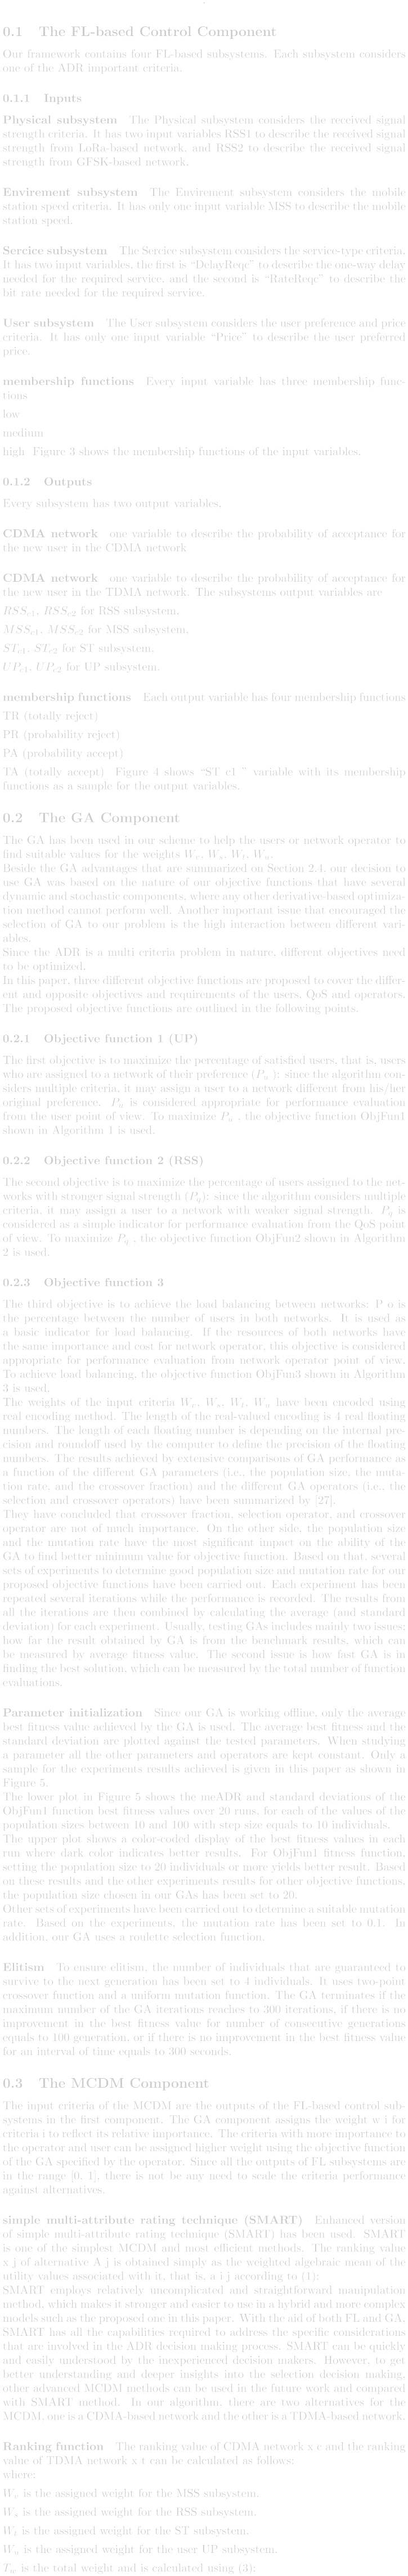 0.1 The FL-based Control Component
Our framework contains four FL-based subsystems. Each subsystem considers
one of the ADR important criteria.
0.1.1 Inputs
Physical subsystem The Physical subsystem considers the received signal
strength criteria. It has two input variables RSS1 to describe the received signal
strength from LoRa-based network, and RSS2 to describe the received signal
strength from GFSK-based network.
Envirement subsystem The Envirement subsystem considers the mobile
station speed criteria. It has only one input variable MSS to describe the mobile
station speed.
Sercice subsystem The Sercice subsystem considers the service-type criteria.
It has two input variables, the first is “DelayReqc” to describe the one-way delay
needed for the required service, and the second is “RateReqc” to describe the
bit rate needed for the required service.
User subsystem The User subsystem considers the user preference and price
criteria. It has only one input variable “Price” to describe the user preferred
price.
membership functions Every input variable has three membership func-
tions
low
medium
high Figure 3 shows the membership functions of the input variables.
0.1.2 Outputs
Every subsystem has two output variables,
CDMA network one variable to describe the probability of acceptance for
the new user in the CDMA network
CDMA network one variable to describe the probability of acceptance for
the new user in the TDMA network. The subsystems output variables are
RSS_c1, RSS_c2 for RSS subsystem,
MSS_c1, MSS_c2 for MSS subsystem,
ST_c1, ST_c2 for ST subsystem,
UP_c1, UP_c2 for UP subsystem.
membership functions Each output variable has four membership functions
TR (totally reject)
PR (probability reject)
PA (probability accept)
TA (totally accept) Figure 4 shows “ST c1 ” variable with its membership
functions as a sample for the output variables.
0.2 The GA Component
The GA has been used in our scheme to help the users or network operator to
find suitable values for the weights W_v, W_s, W_t, W_u.
Beside the GA advantages that are summarized on Section 2.4, our decision to
use GA was based on the nature of our objective functions that have several
dynamic and stochastic components, where any other derivative-based optimiza-
tion method cannot perform well. Another important issue that encouraged the
selection of GA to our problem is the high interaction between different vari-
ables.
Since the ADR is a multi criteria problem in nature, different objectives need
to be optimized.
In this paper, three different objective functions are proposed to cover the differ-
ent and opposite objectives and requirements of the users, QoS and operators.
The proposed objective functions are outlined in the following points.
0.2.1 Objective function 1 (UP)
The first objective is to maximize the percentage of satisfied users, that is, users
who are assigned to a network of their preference (P_u ): since the algorithm con-
siders multiple criteria, it may assign a user to a network different from his/her
original preference. P_u is considered appropriate for performance evaluation
from the user point of view. To maximize P_u , the objective function ObjFun1
shown in Algorithm 1 is used.
0.2.2 Objective function 2 (RSS)
The second objective is to maximize the percentage of users assigned to the net-
works with stronger signal strength (P_q): since the algorithm considers multiple
criteria, it may assign a user to a network with weaker signal strength. P_q is
considered as a simple indicator for performance evaluation from the QoS point
of view. To maximize P_q , the objective function ObjFun2 shown in Algorithm
2 is used.
0.2.3 Objective function 3
The third objective is to achieve the load balancing between networks: P o is
the percentage between the number of users in both networks. It is used as
a basic indicator for load balancing. If the resources of both networks have
the same importance and cost for network operator, this objective is considered
appropriate for performance evaluation from network operator point of view.
To achieve load balancing, the objective function ObjFun3 shown in Algorithm
3 is used.
The weights of the input criteria W_v, W_s, W_t, W_u have been encoded using
real encoding method. The length of the real-valued encoding is 4 real floating
numbers. The length of each floating number is depending on the internal pre-
cision and roundoff used by the computer to define the precision of the floating
numbers. The results achieved by extensive comparisons of GA performance as
a function of the different GA parameters (i.e., the population size, the muta-
tion rate, and the crossover fraction) and the different GA operators (i.e., the
selection and crossover operators) have been summarized by [27].
They have concluded that crossover fraction, selection operator, and crossover
operator are not of much importance. On the other side, the population size
and the mutation rate have the most significant impact on the ability of the
GA to find better minimum value for objective function. Based on that, several
sets of experiments to determine good population size and mutation rate for our
proposed objective functions have been carried out. Each experiment has been
repeated several iterations while the performance is recorded. The results from
all the iterations are then combined by calculating the average (and standard
deviation) for each experiment. Usually, testing GAs includes mainly two issues:
how far the result obtained by GA is from the benchmark results, which can
be measured by average fitness value. The second issue is how fast GA is in
finding the best solution, which can be measured by the total number of function
evaluations.
Parameter initialization Since our GA is working offline, only the average
best fitness value achieved by the GA is used. The average best fitness and the
standard deviation are plotted against the tested parameters. When studying
a parameter all the other parameters and operators are kept constant. Only a
sample for the experiments results achieved is given in this paper as shown in
Figure 5.
The lower plot in Figure 5 shows the meADR and standard deviations of the
ObjFun1 function best fitness values over 20 runs, for each of the values of the
population sizes between 10 and 100 with step size equals to 10 individuals.
The upper plot shows a color-coded display of the best fitness values in each
run where dark color indicates better results. For ObjFun1 fitness function,
setting the population size to 20 individuals or more yields better result. Based
on these results and the other experiments results for other objective functions,
the population size chosen in our GAs has been set to 20.
Other sets of experiments have been carried out to determine a suitable mutation
rate. Based on the experiments, the mutation rate has been set to 0.1. In
addition, our GA uses a roulette selection function.
Elitism To ensure elitism, the number of individuals that are guaranteed to
survive to the next generation has been set to 4 individuals. It uses two-point
crossover function and a uniform mutation function. The GA terminates if the
maximum number of the GA iterations reaches to 300 iterations, if there is no
improvement in the best fitness value for number of consecutive generations
equals to 100 generation, or if there is no improvement in the best fitness value
for an interval of time equals to 300 seconds.
0.3 The MCDM Component
The input criteria of the MCDM are the outputs of the FL-based control sub-
systems in the first component. The GA component assigns the weight w i for
criteria i to reflect its relative importance. The criteria with more importance to
the operator and user can be assigned higher weight using the objective function
of the GA specified by the operator. Since all the outputs of FL subsystems are
in the range [0, 1], there is not be any need to scale the criteria performance
against alternatives.
simple multi-attribute rating technique (SMART) Enhanced version
of simple multi-attribute rating technique (SMART) has been used. SMART
is one of the simplest MCDM and most efficient methods. The ranking value
x j of alternative A j is obtained simply as the weighted algebraic mean of the
utility values associated with it, that is, a i j according to (1):
SMART employs relatively uncomplicated and straightforward manipulation
method, which makes it stronger and easier to use in a hybrid and more complex
models such as the proposed one in this paper. With the aid of both FL and GA,
SMART has all the capabilities required to address the specific considerations
that are involved in the ADR decision making process. SMART can be quickly
and easily understood by the inexperienced decision makers. However, to get
better understanding and deeper insights into the selection decision making,
other advanced MCDM methods can be used in the future work and compared
with SMART method. In our algorithm, there are two alternatives for the
MCDM, one is a CDMA-based network and the other is a TDMA-based network.
Ranking function The ranking value of CDMA network x c and the ranking
value of TDMA network x t can be calculated as follows:
where:
W_v is the assigned weight for the MSS subsystem.
W_s is the assigned weight for the RSS subsystem.
W_t is the assigned weight for the ST subsystem.
W_u is the assigned weight for the user UP subsystem.
T_w is the total weight and is calculated using (3):